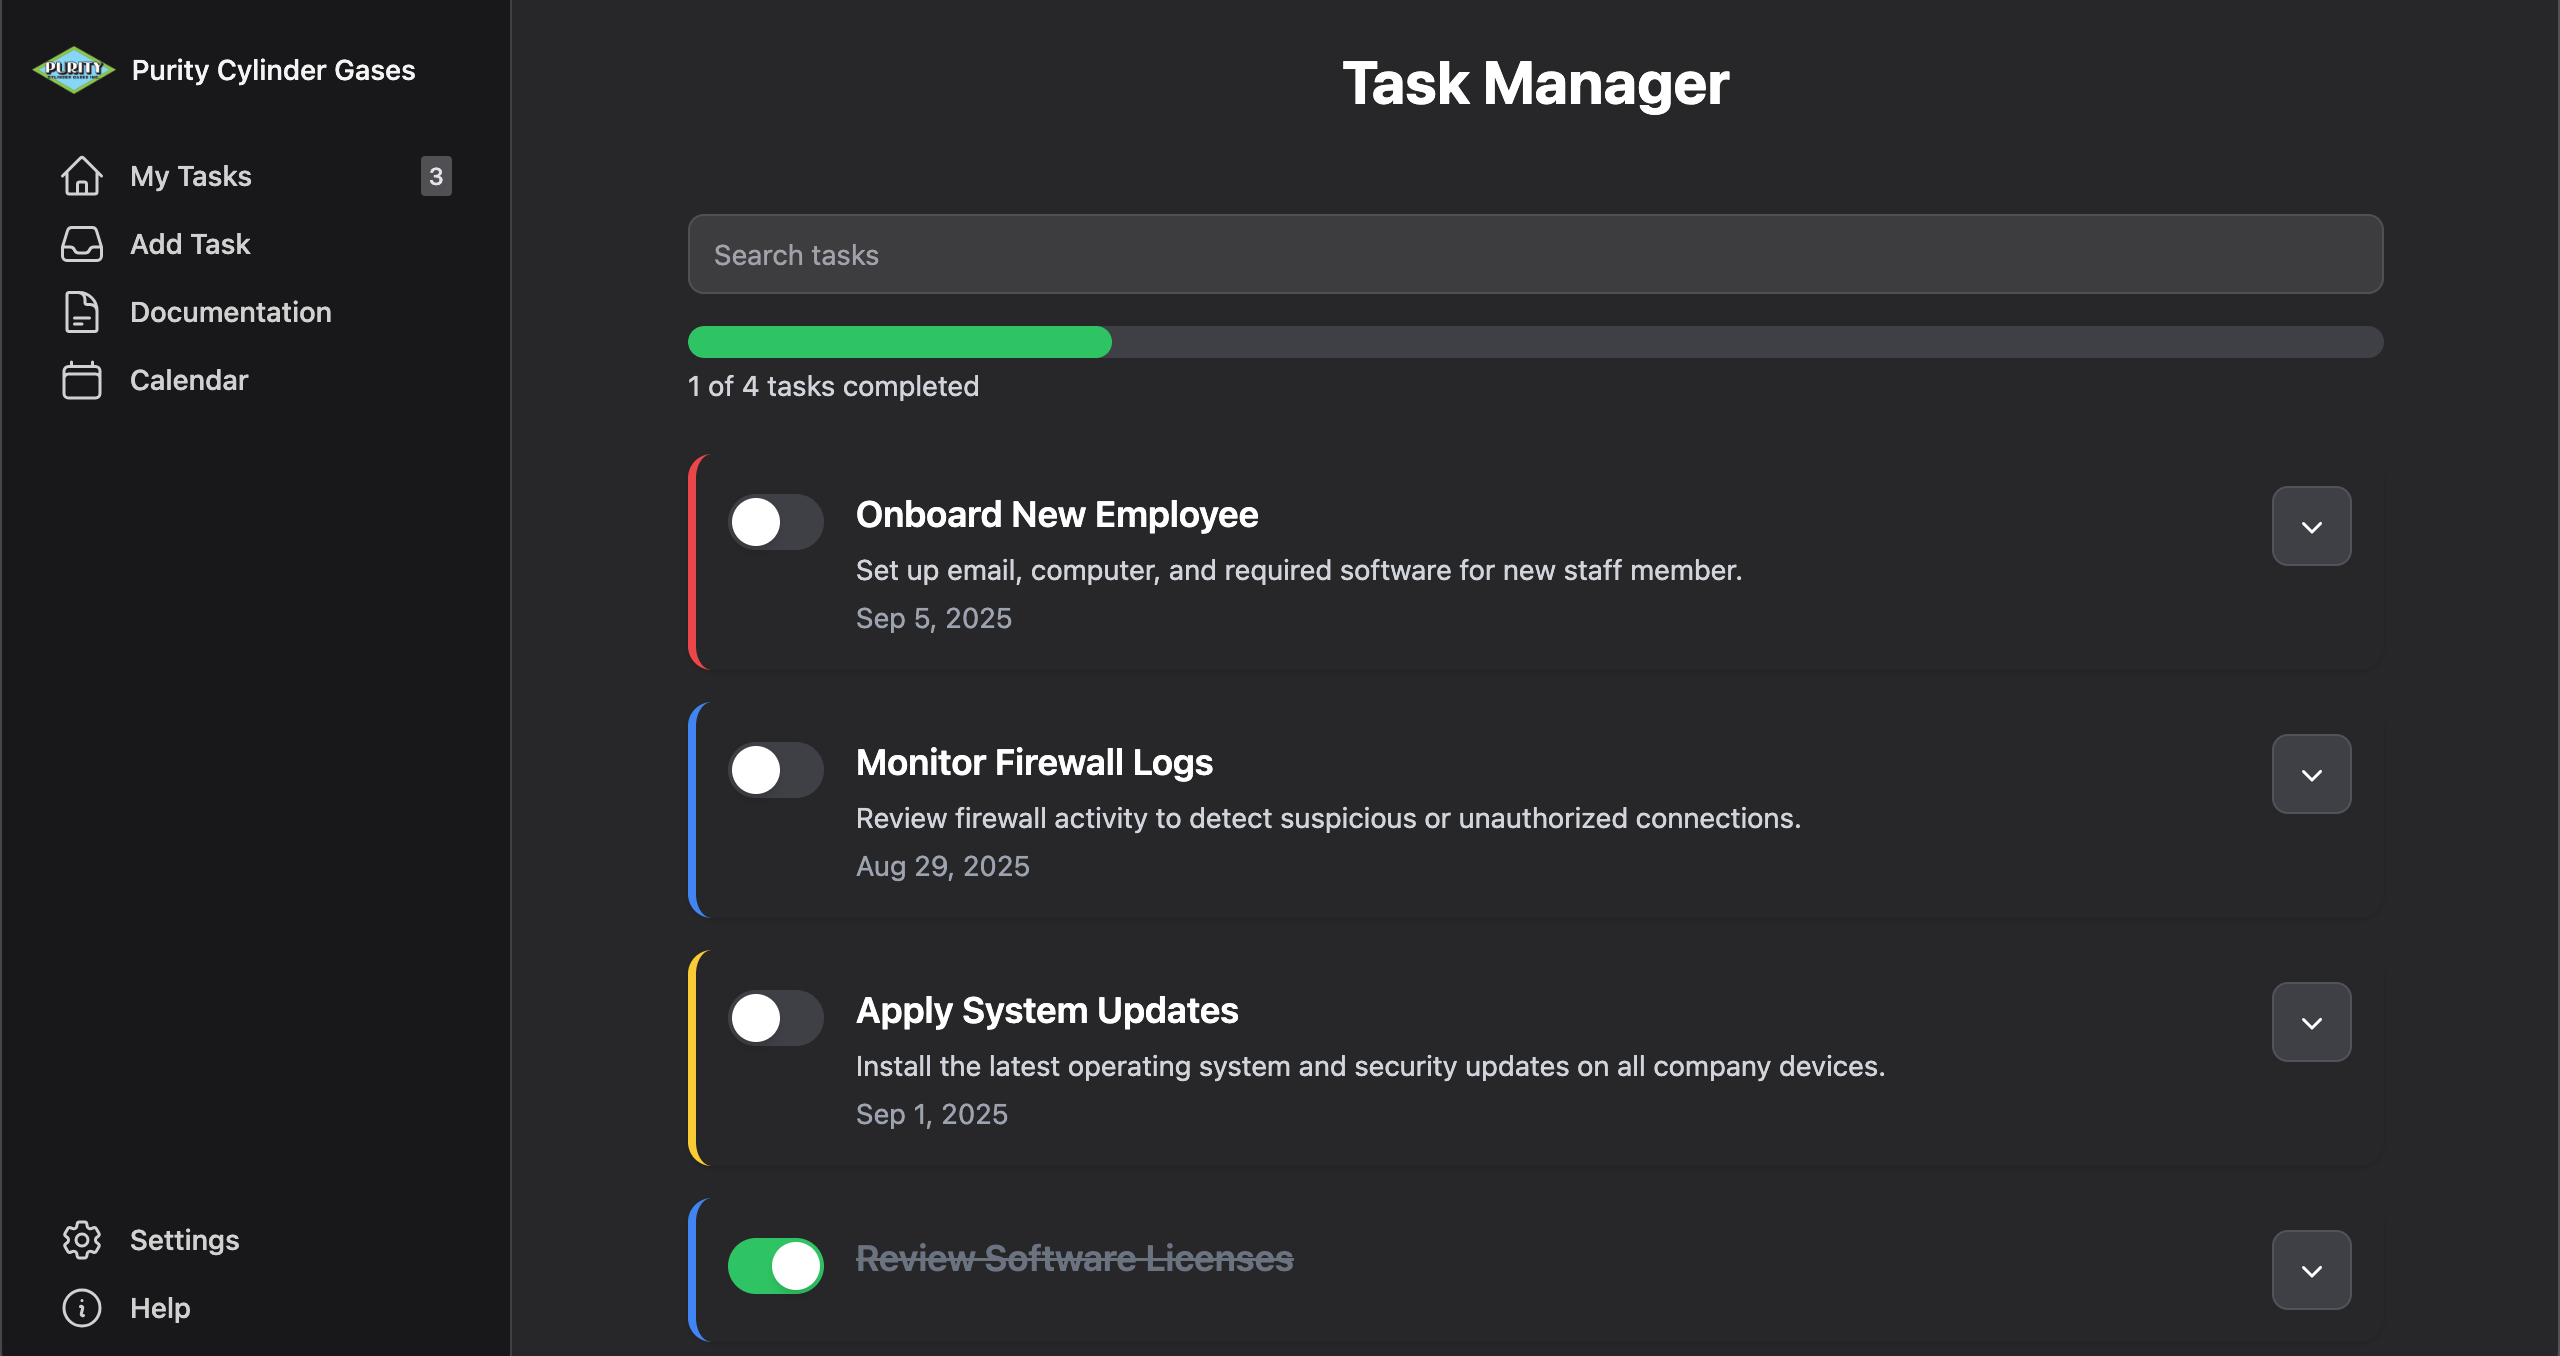 PURITY
CYLINDER GASES INC
Purity Cylinder Gases
My Tasks
3
Add Task
Documentation
Calendar
Settings
Help
Task Manager
Search tasks
1 of 4 tasks completed
Onboard New Employee
Set up email, computer, and required software for new staff member.
Sep 5, 2025
Monitor Firewall Logs
Review firewall activity to detect suspicious or unauthorized connections.
Aug 29, 2025
Apply System Updates
Install the latest operating system and security updates on all company devices.
Sep 1, 2025
Review Software Licenses